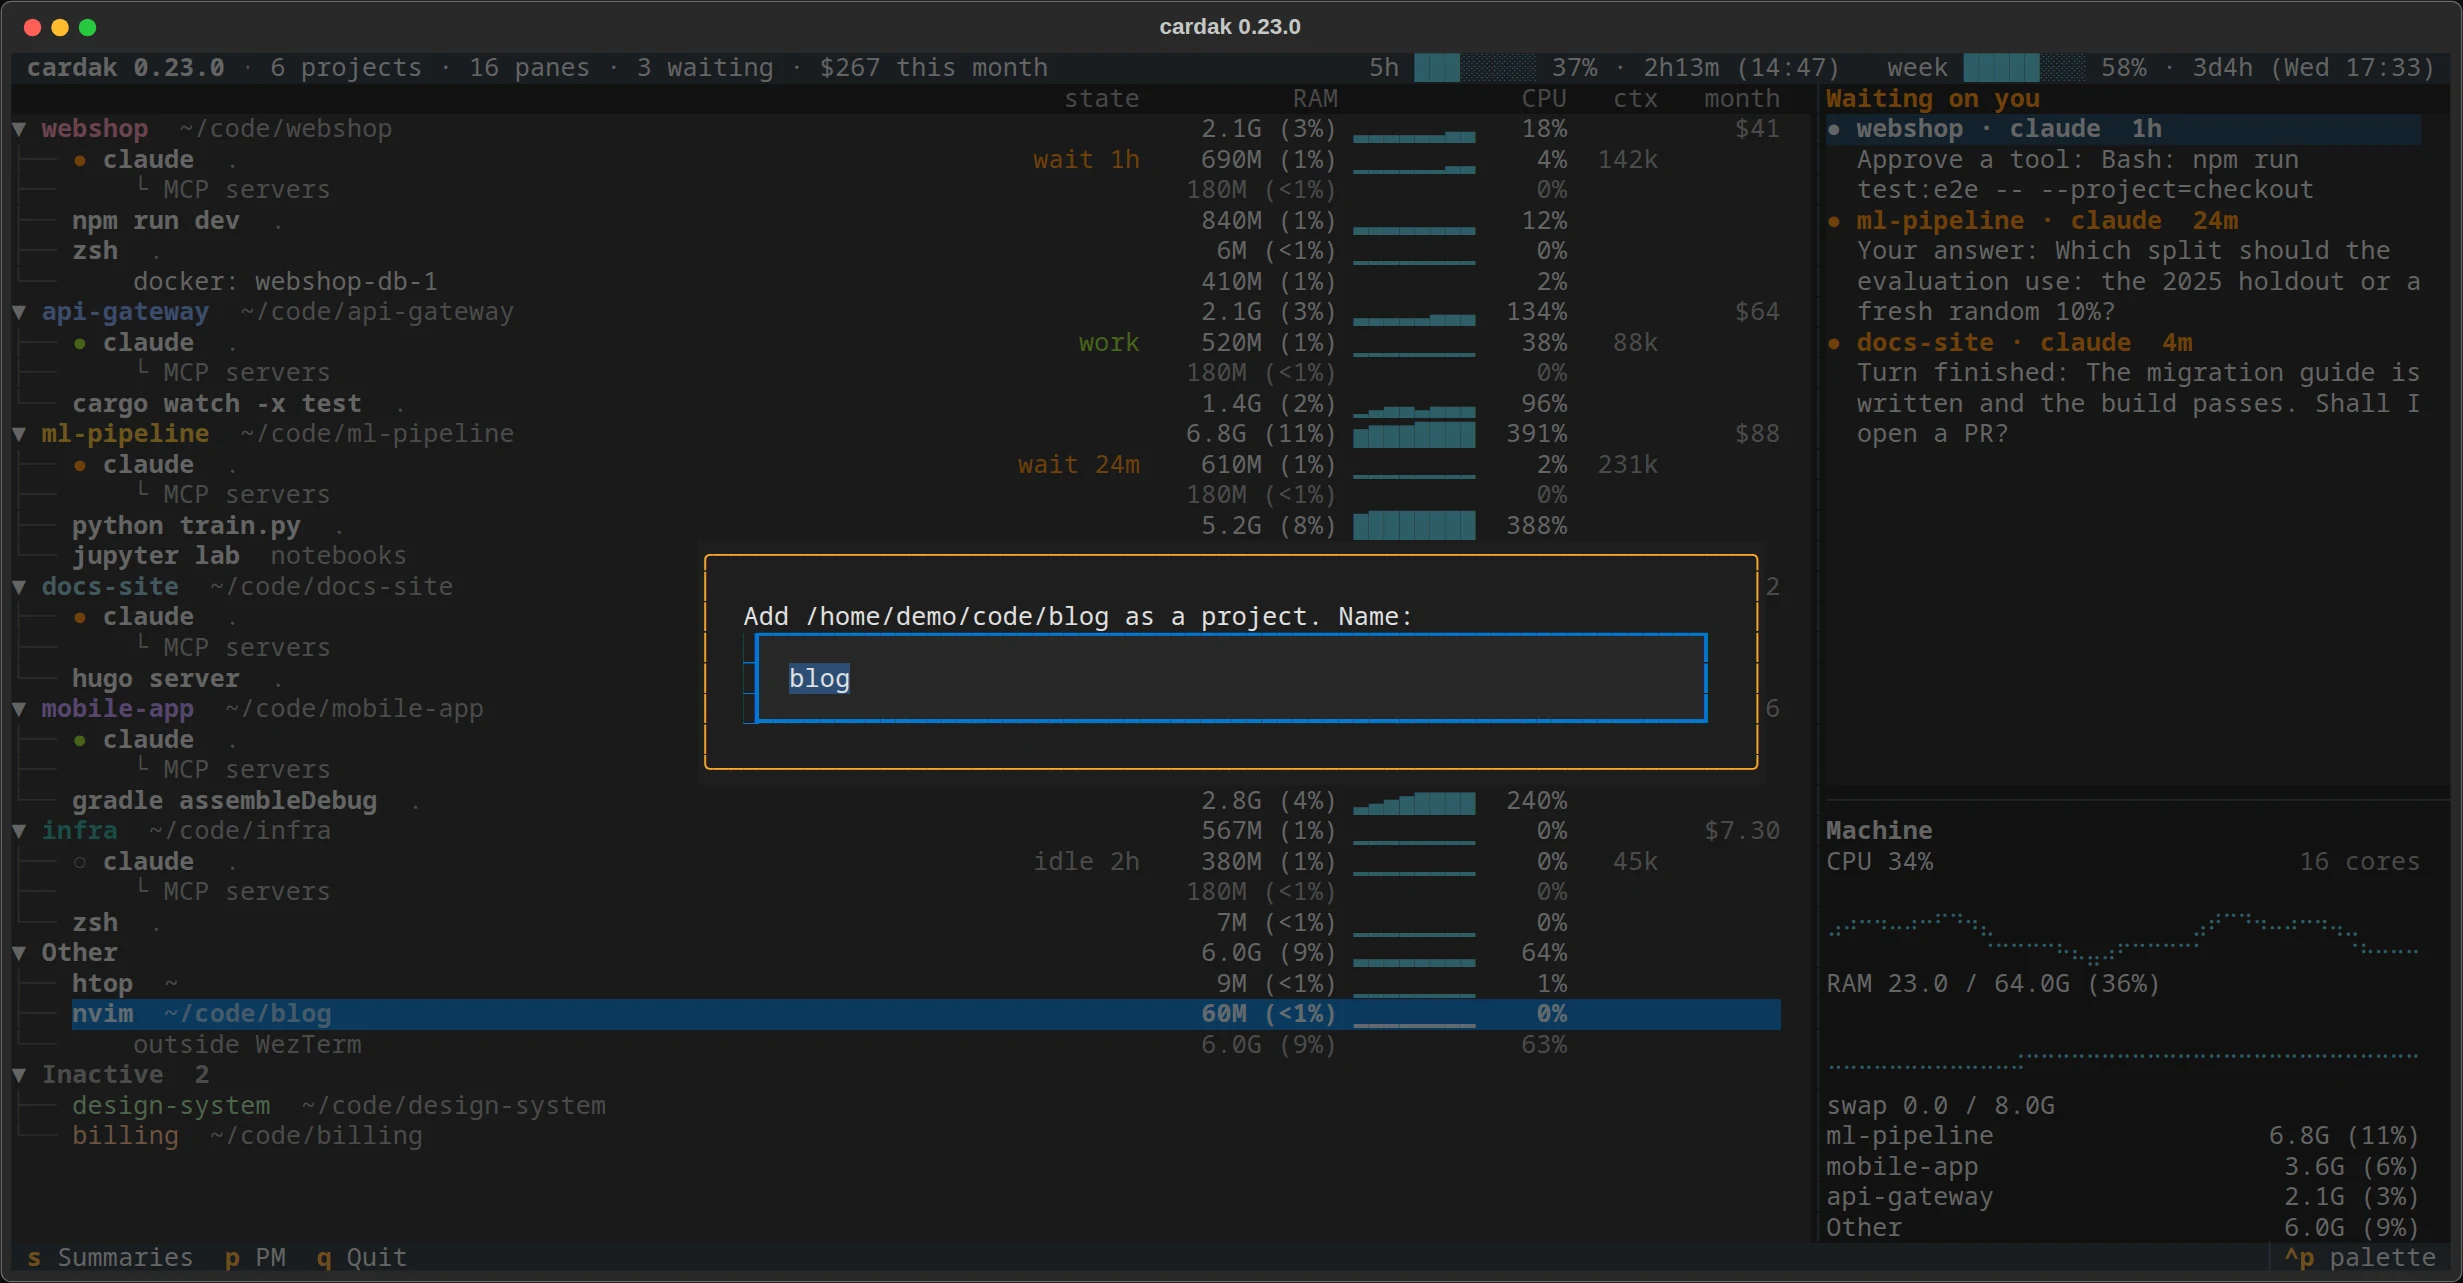 cardak 0.23.0
cardak 0.23.0 · 6 projects · 16 panes · 3 waiting · $267 this month 5h 37% · 2h13m (14:47) week 58% · 3d4h (Wed 17:33)
state RAM CPU ctx month
▼ webshop ~/code/webshop 2.1G (3%) 18% $41
● claude . wait 1h 690M (1%) 4% 142k
└ MCP servers 180M (<1%) 0%
npm run dev . 840M (1%) 12%
zsh . 6M (<1%) 0%
docker: webshop-db-1 410M (1%) 2%
▼ api-gateway ~/code/api-gateway 2.1G (3%) 134% $64
● claude . work 520M (1%) 38% 88k
└ MCP servers 180M (<1%) 0%
cargo watch -x test . 1.4G (2%) 96%
▼ ml-pipeline ~/code/ml-pipeline 6.8G (11%) 391% $88
● claude . wait 24m 610M (1%) 2% 231k
└ MCP servers 180M (<1%) 0%
python train.py . 5.2G (8%) 388%
jupyter lab notebooks
▼ docs-site ~/code/docs-site 2
● claude .
└ MCP servers
hugo server .
▼ mobile-app ~/code/mobile-app 6
● claude .
└ MCP servers
gradle assembleDebug . 2.8G (4%) 240%
▼ infra ~/code/infra 567M (1%) 0% $7.30
○ claude . idle 2h 380M (1%) 0% 45k
└ MCP servers 180M (<1%) 0%
zsh . 7M (<1%) 0%
▼ Other 6.0G (9%) 64%
htop ~ 9M (<1%) 1%
nvim ~/code/blog 60M (<1%) 0%
outside WezTerm 6.0G (9%) 63%
▼ Inactive 2
design-system ~/code/design-system
billing ~/code/billing
Add /home/demo/code/blog as a project. Name:
blog
Waiting on you
● webshop · claude 1h
Approve a tool: Bash: npm run
test:e2e -- --project=checkout
● ml-pipeline · claude 24m
Your answer: Which split should the
evaluation use: the 2025 holdout or a
fresh random 10%?
● docs-site · claude 4m
Turn finished: The migration guide is
written and the build passes. Shall I
open a PR?
Machine
CPU 34% 16 cores
RAM 23.0 / 64.0G (36%)
swap 0.0 / 8.0G
ml-pipeline 6.8G (11%)
mobile-app 3.6G (6%)
api-gateway 2.1G (3%)
Other 6.0G (9%)
s Summaries p PM q Quit ^p palette